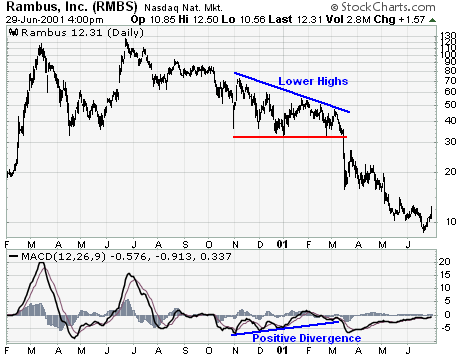 Rambus, Inc. (RMBS) Nasdaq Nat. Mkt. © StockCharts.com
29-Jun-2001 4:00pm Op 10.85 Hi 12.50 Lo 10.56 Last 12.31 Vol 2.8M Chg +1.57
Rambus 12.31 (Daily)
130
110
100
90
80
70
60
50
40
30
20
10
Lower Highs
F M A M J J A S O N D 01 F M A M J
MACD(12,26,9) -0.576, -0.913, 0.337
20
15
10
5
0
-5
Positive Divergence
F M A M J J A S O N D 01 F M A M J